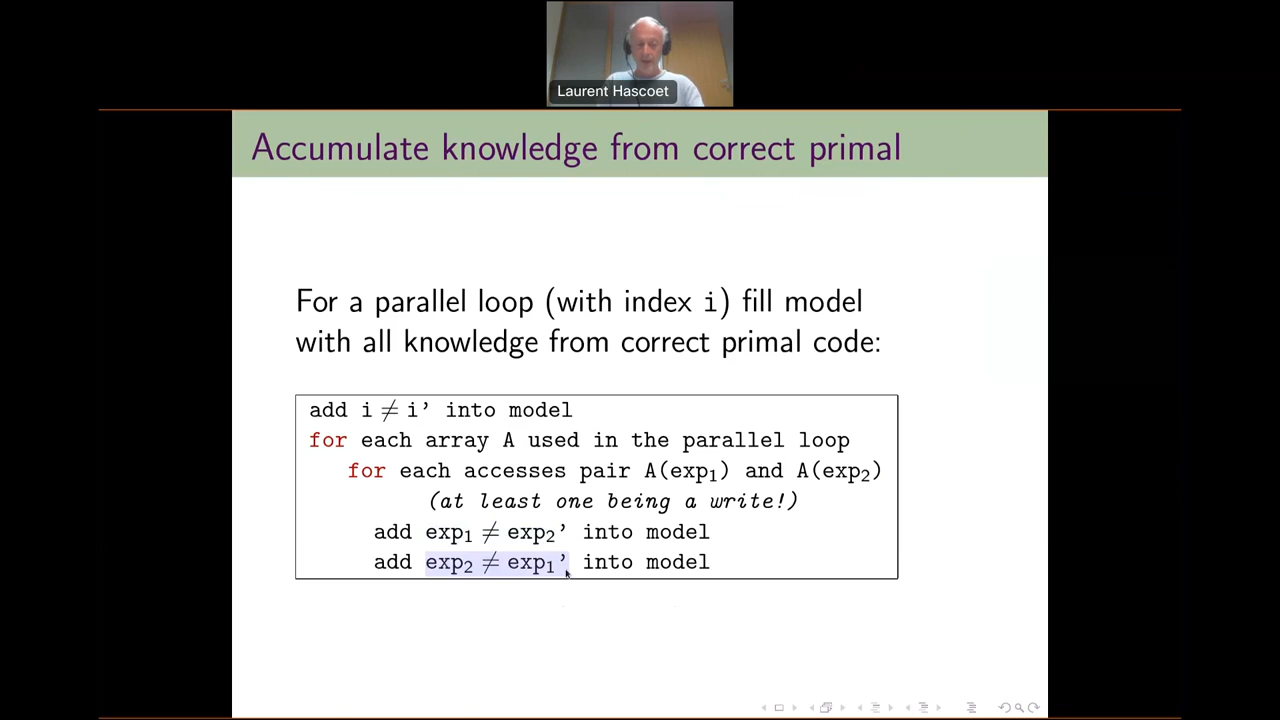 Laurent Hascoet
Accumulate knowledge from correct primal
For a parallel loop (with index i) fill model
with all knowledge from correct primal code:
add i ≠ i’ into model
for each array A used in the parallel loop
for each accesses pair A(exp₁) and A(exp₂)
(at least one being a write!)
add exp₁ ≠ exp₂’ into model
add exp₂ ≠ exp₁’ into model